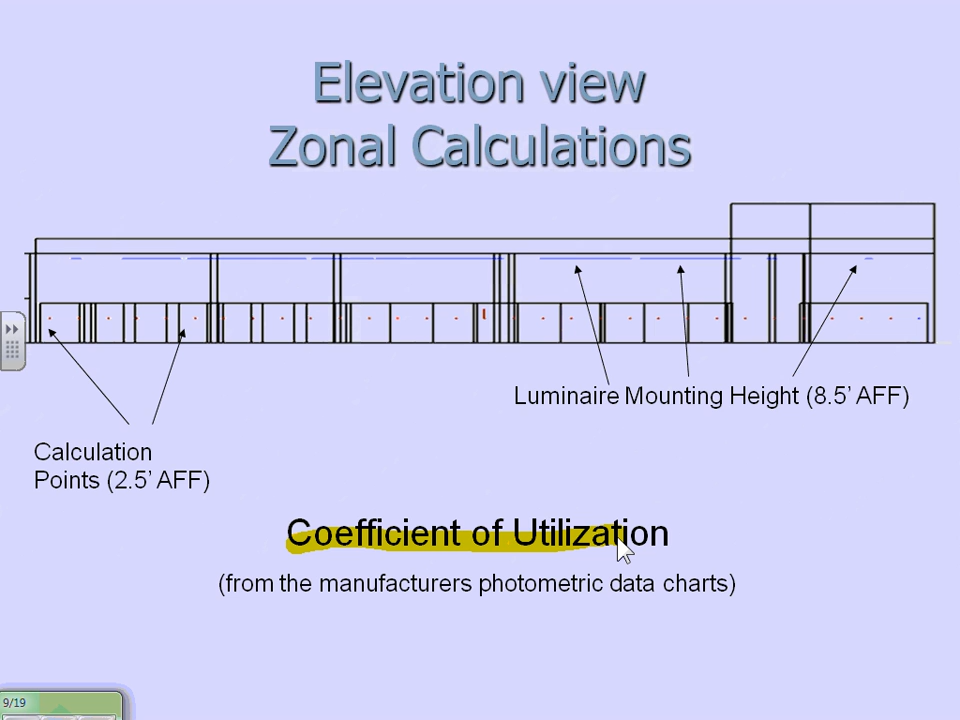 Elevation view
Zonal Calculations
Luminaire Mounting Height (8.5’ AFF)
Calculation
Points (2.5’ AFF)
Coefficient of Utilization
(from the manufacturers photometric data charts)
9/19